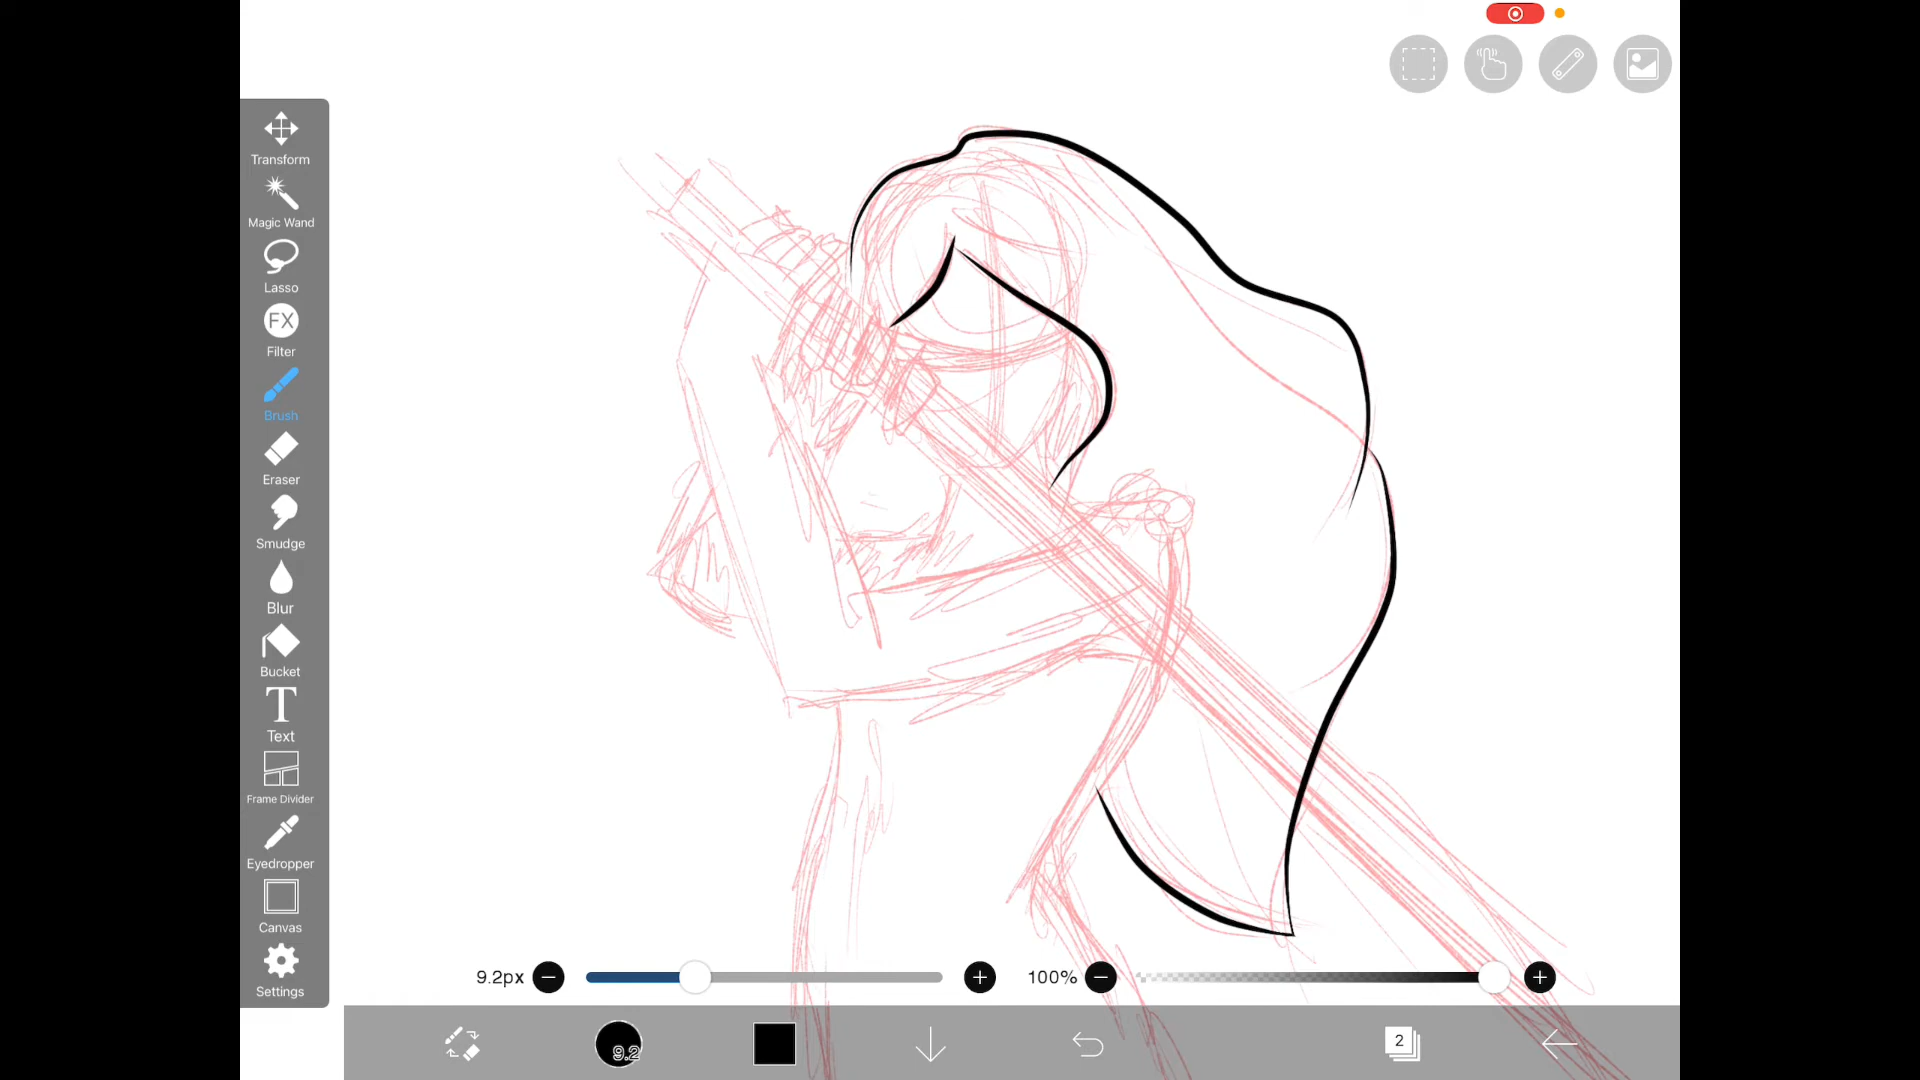 Transform
Magic Wand
Lasso
FX
Filter
Brush
Eraser
Smudge
Blur
Bucket
T
Text
Frame Divider
Eyedropper
Canvas
Settings
9.2px
100%
9.2
2